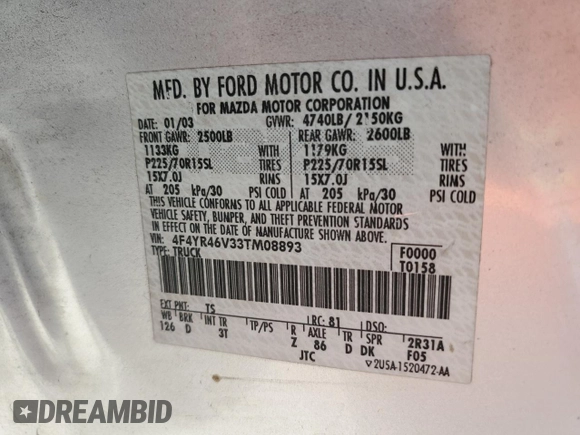 MFD. BY FORD MOTOR CO. IN U.S.A.
FOR MAZDA MOTOR CORPORATION
DATE: 01/03 GVWR: 4740LB/ 2150KG
FRONT GAWR: 2500LB REAR GAWR: 2600LB
1133KG WITH 1179KG WITH
P225/70R15SL TIRES P225/70R15SL TIRES
15X7.0J RIMS 15X7.0J RIMS
AT 205 kPa/30 PSI COLD AT 205 kPa/30 PSI COLD
THIS VEHICLE CONFORMS TO ALL APPLICABLE FEDERAL MOTOR
VEHICLE SAFETY, BUMPER, AND THEFT PREVENTION STANDARDS
IN EFFECT ON THE DATE OF MANUFACTURE SHOWN ABOVE.
VIN: 4F4YR46V33TM08893 F0000
TYPE: TRUCK T0158
EXT PNT: TS RC: 81 DSO:
WB BRK INT TR TP/PS R AXLE TR SPR 2R31A
126 D 3T Z 86 D DK F05
JTC ▽2USA-1520472-AA
DREAMBID